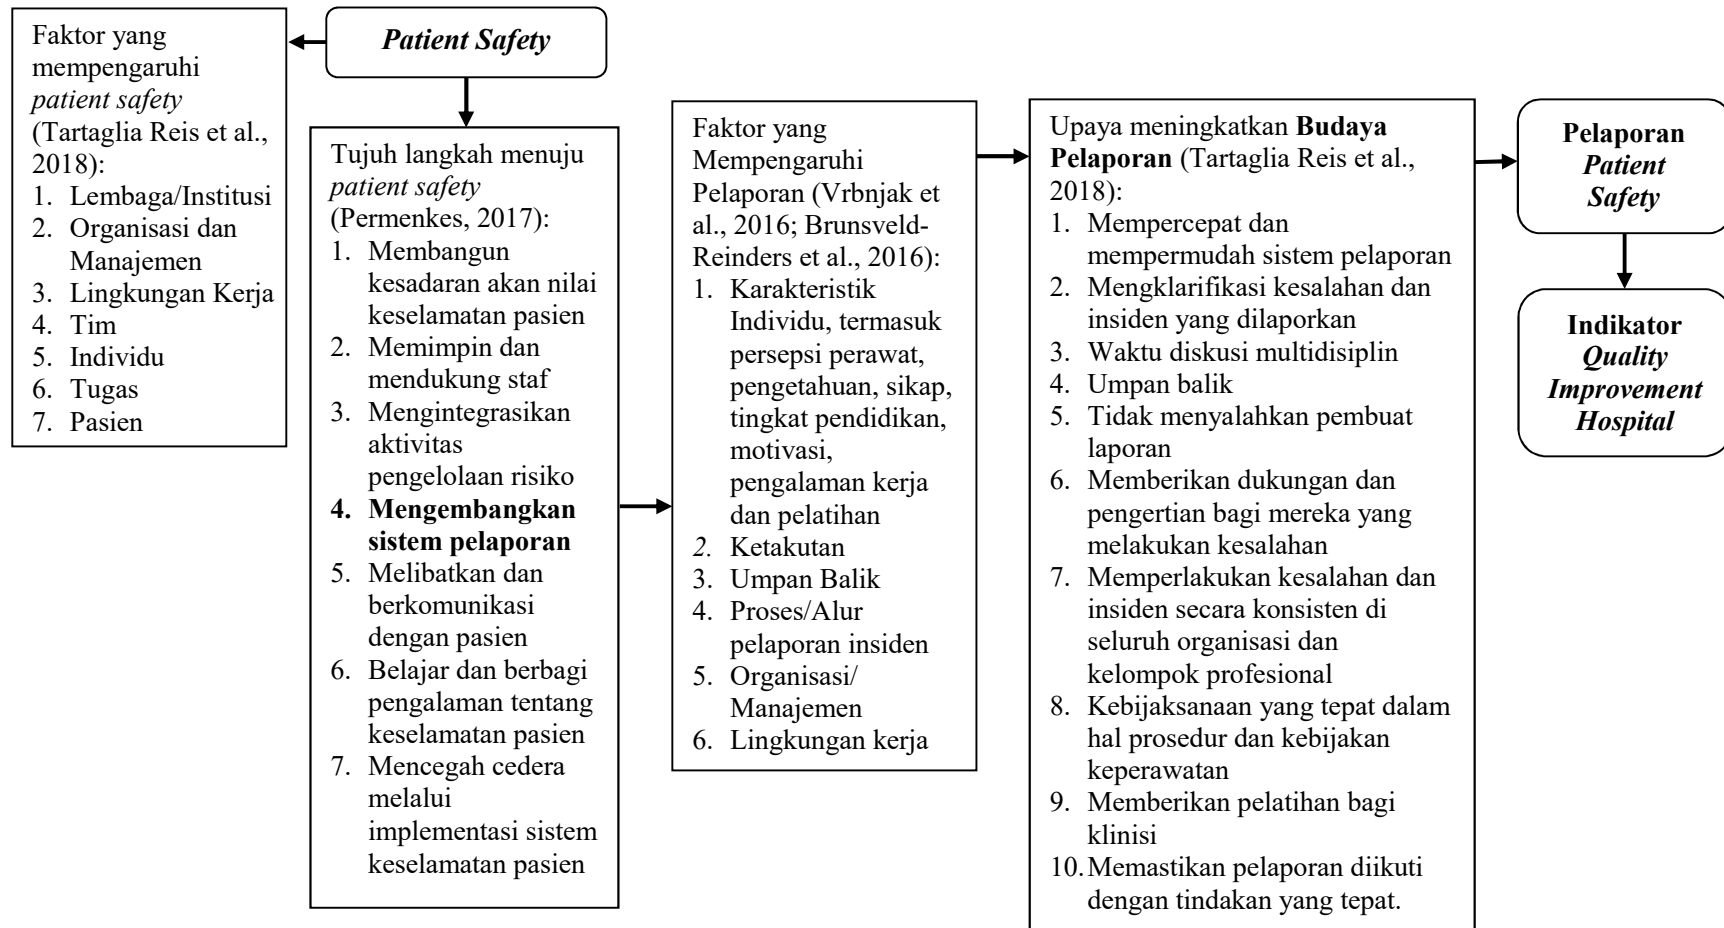 Faktor yang
mempengaruhi
patient safety
(Tartaglia Reis et al.,
2018):
1. Lembaga/Institusi
2. Organisasi dan
Manajemen
3. Lingkungan Kerja
4. Tim
5. Individu
6. Tugas
7. Pasien
Patient Safety
Tujuh langkah menuju
patient safety
(Permenkes, 2017):
1. Membangun
kesadaran akan nilai
keselamatan pasien
2. Memimpin dan
mendukung staf
3. Mengintegrasikan
aktivitas
pengelolaan risiko
4. Mengembangkan
sistem pelaporan
5. Melibatkan dan
berkomunikasi
dengan pasien
6. Belajar dan berbagi
pengalaman tentang
keselamatan pasien
7. Mencegah cedera
melalui
implementasi sistem
keselamatan pasien
Faktor yang
Mempengaruhi
Pelaporan (Vrbnjak et
al., 2016; Brunsveld-
Reinders et al., 2016):
1. Karakteristik
Individu, termasuk
persepsi perawat,
pengetahuan, sikap,
tingkat pendidikan,
motivasi,
pengalaman kerja
dan pelatihan
2. Ketakutan
3. Umpan Balik
4. Proses/Alur
pelaporan insiden
5. Organisasi/
Manajemen
6. Lingkungan kerja
Upaya meningkatkan Budaya
Pelaporan (Tartaglia Reis et al.,
2018):
1. Mempercepat dan
mempermudah sistem pelaporan
2. Mengklarifikasi kesalahan dan
insiden yang dilaporkan
3. Waktu diskusi multidisiplin
4. Umpan balik
5. Tidak menyalahkan pembuat
laporan
6. Memberikan dukungan dan
pengertian bagi mereka yang
melakukan kesalahan
7. Memperlakukan kesalahan dan
insiden secara konsisten di
seluruh organisasi dan
kelompok profesional
8. Kebijaksanaan yang tepat dalam
hal prosedur dan kebijakan
keperawatan
9. Memberikan pelatihan bagi
klinisi
10. Memastikan pelaporan diikuti
dengan tindakan yang tepat.
Pelaporan
Patient
Safety
Indikator
Quality
Improvement
Hospital